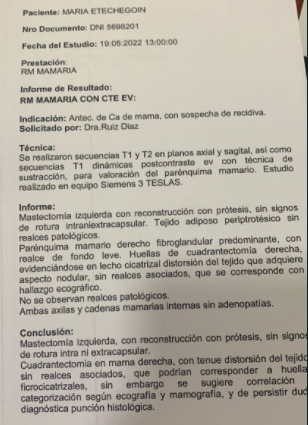 Paciente: MARIA ETECHEGOIN
Nro Documento: DNI 5698201
Fecha del Estudio: 19:05:2022 13:00:00
Prestación:
RM MAMARIA
Informe de Resultado:
RM MAMARIA CON CTE EV:
Indicación: Antec. de Ca de mama, con sospecha de recidiva.
Solicitado por: Dra.Ruiz Diaz
Técnica:
Se realizaron secuencias T1 y T2 en planos axial y sagital, así como
secuencias T1 dinámicas postcontraste ev con técnica de
sustracción, para valoración del parénquima mamario. Estudio
realizado en equipo Siemens 3 TESLAS.
Informe:
Mastectomía izquierda con reconstrucción con prótesis, sin signos
de rotura intraniextracapsular. Tejido adiposo periprotésico sin
realces patológicos.
Parénquima mamario derecho fibroglandular predominante, con
realce de fondo leve. Huellas de cuadrantectomía derecha,
evidenciándose en lecho cicatrizal distorsión del tejido que adquiere
aspecto nodular, sin realces asociados, que se corresponde con
hallazgo ecográfico.
No se observan realces patológicos.
Ambas axilas y cadenas mamarias internas sin adenopatías.
Conclusión:
Mastectomía izquierda, con reconstrucción con prótesis, sin signos
de rotura intra ni extracapsular.
Cuadrantectomía en mama derecha, con tenue distorsión del tejido
sin realces asociados, que podrían corresponder a huella
ficrocicatrizales, sin embargo se sugiere correlación
categorización según ecografía y mamografía, y de persistir dud
diagnóstica punción histológica.